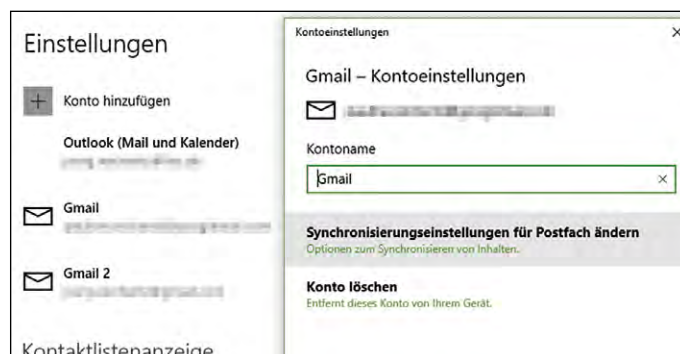 Einstellungen
Konto hinzufügen
Outlook (Mail und Kalender)
Gmail
Gmail 2
Kontaktlistenanzeige
Kontoeinstellungen
Gmail – Kontoeinstellungen
Kontoname
Gmail
Synchronisierungseinstellungen für Postfach ändern
Optionen zum Synchronisieren von Inhalten.
Konto löschen
Entfernt dieses Konto von Ihrem Gerät.